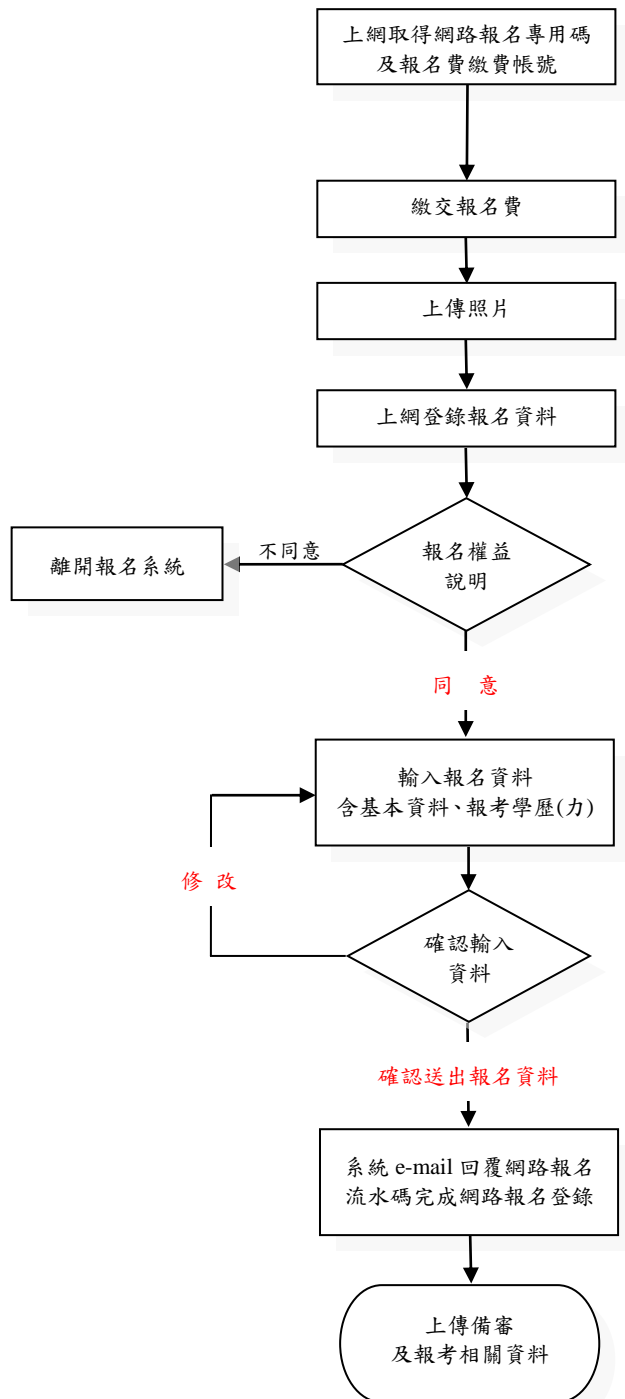 上網取得網路報名專用碼
及報名費繳費帳號
繳交報名費
上傳照片
上網登錄報名資料
報名權益
說明
不同意
離開報名系統
同 意
輸入報名資料
含基本資料、報考學歷(力)
修 改
確認輸入
資料
確認送出報名資料
系統 e-mail 回覆網路報名
流水碼完成網路報名登錄
上傳備審
及報考相關資料